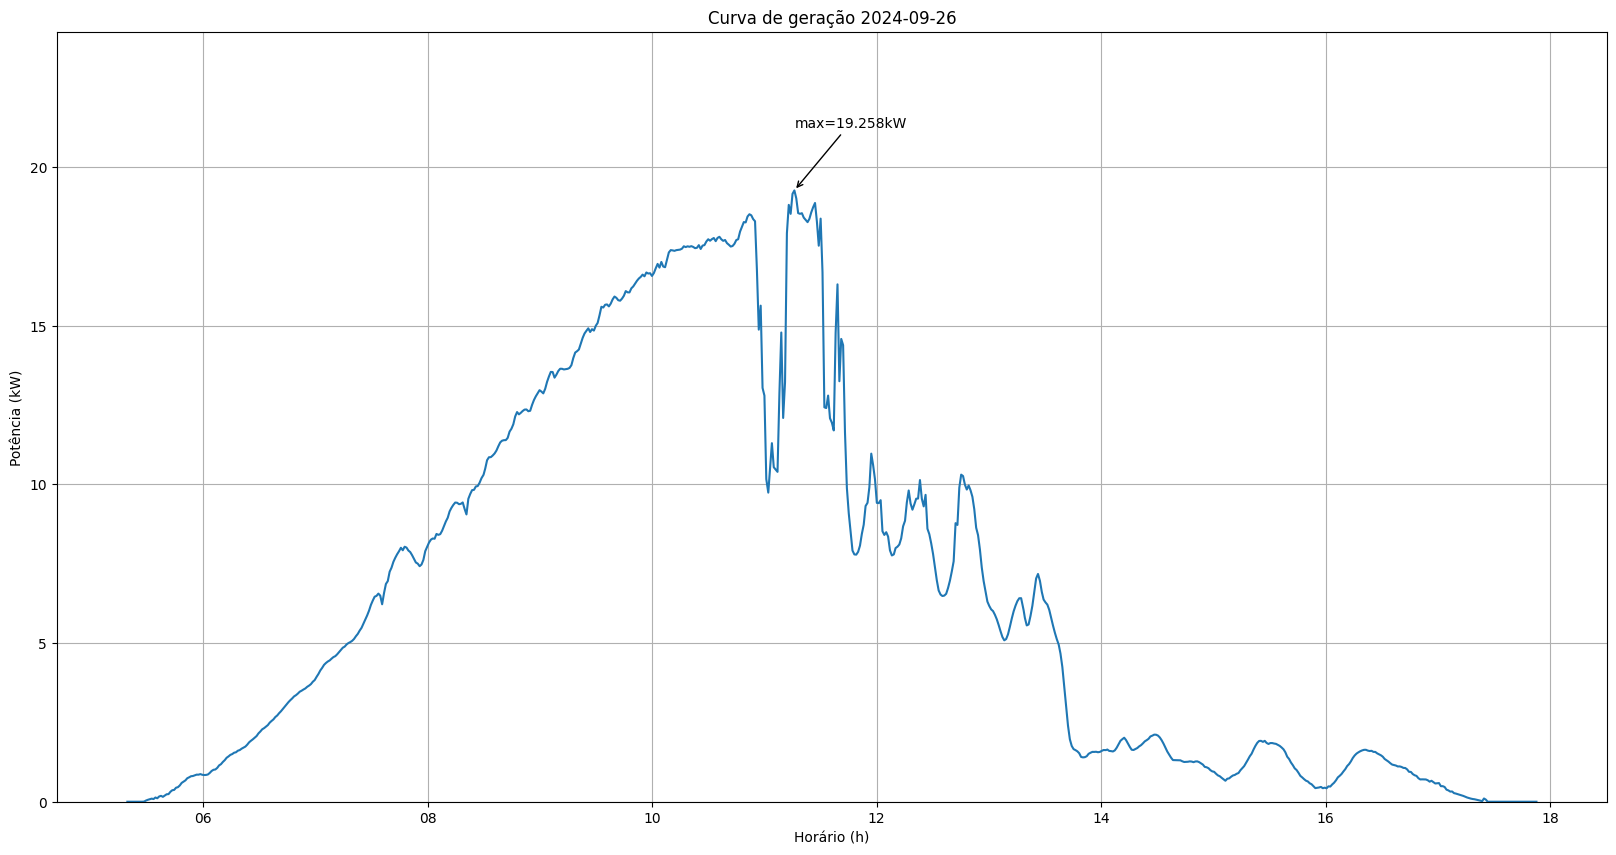 Curva de geração 2024-09-26
max=19.258kW
20
15
10
5
0
Potência (kW)
06 08 10 12 14 16 18
Horário (h)